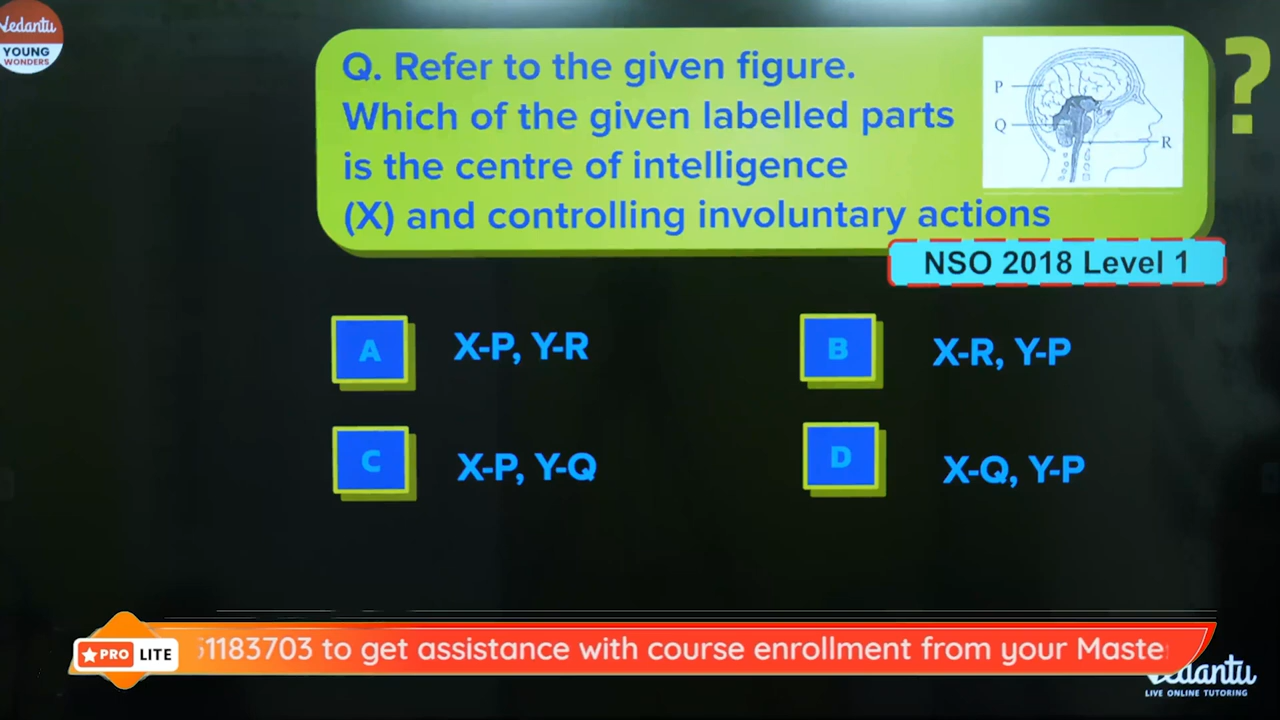 Vedantu
YOUNG
WONDERS
Q. Refer to the given figure.
Which of the given labelled parts
is the centre of intelligence
(X) and controlling involuntary actions
P
Q
R
?
NSO 2018 Level 1
A
X-P, Y-R
B
X-R, Y-P
C
X-P, Y-Q
D
X-Q, Y-P
PRO LITE
1183703 to get assistance with course enrollment from your Maste
Vedantu
LIVE ONLINE TUTORING